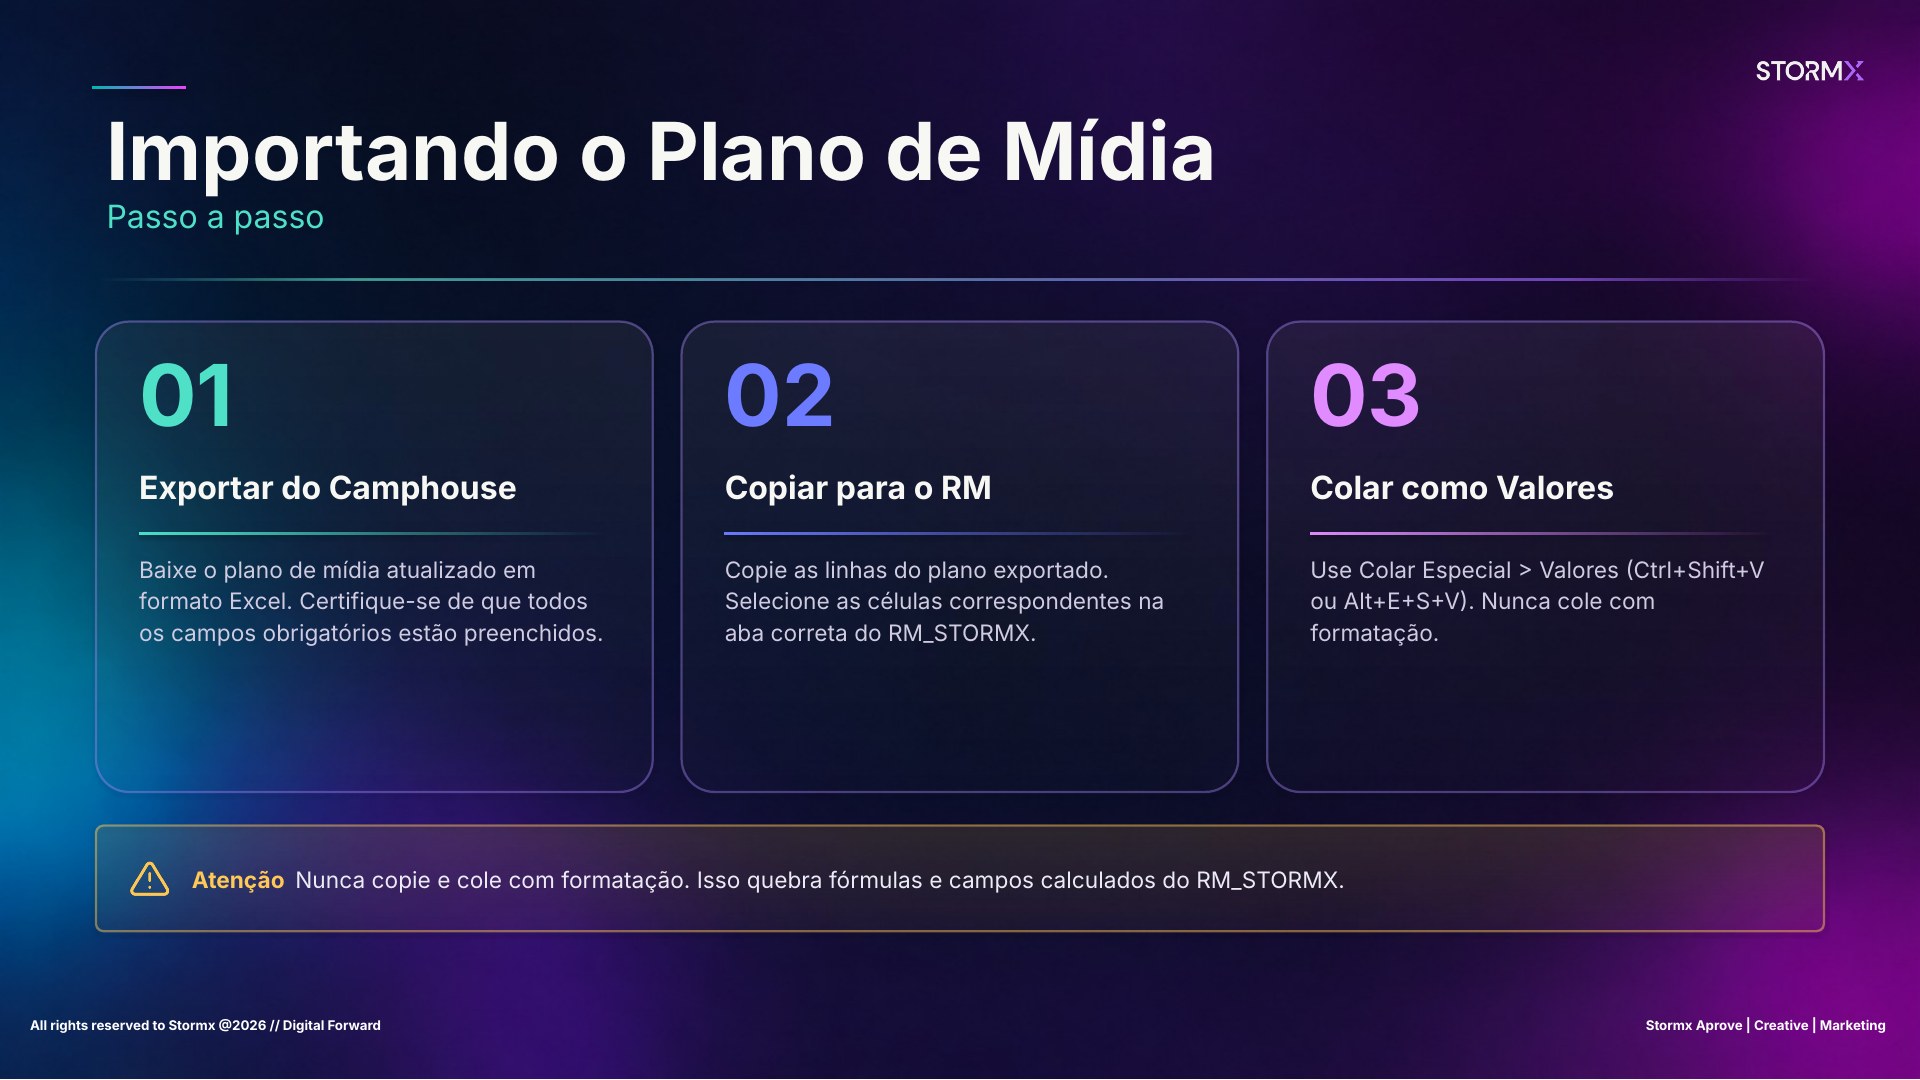 STORMX
Importando o Plano de Mídia
Passo a passo
01
Exportar do Camphouse
Baixe o plano de mídia atualizado em
formato Excel. Certifique-se de que todos
os campos obrigatórios estão preenchidos.
02
Copiar para o RM
Copie as linhas do plano exportado.
Selecione as células correspondentes na
aba correta do RM_STORMX.
03
Colar como Valores
Use Colar Especial > Valores (Ctrl+Shift+V
ou Alt+E+S+V). Nunca cole com
formatação.
Atenção Nunca copie e cole com formatação. Isso quebra fórmulas e campos calculados do RM_STORMX.
All rights reserved to Stormx @2026 // Digital Forward
Stormx Aprove | Creative | Marketing